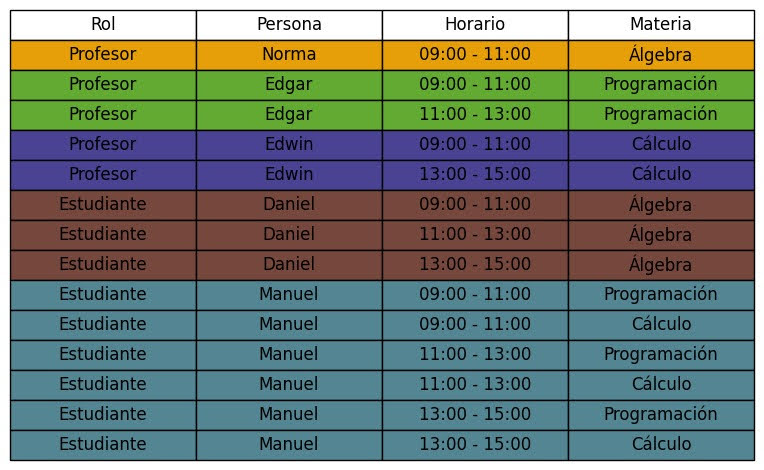 Rol Persona Horario Materia
Profesor Norma 09:00 - 11:00 Álgebra
Profesor Edgar 09:00 - 11:00 Programación
Profesor Edgar 11:00 - 13:00 Programación
Profesor Edwin 09:00 - 11:00 Cálculo
Profesor Edwin 13:00 - 15:00 Cálculo
Estudiante Daniel 09:00 - 11:00 Álgebra
Estudiante Daniel 11:00 - 13:00 Álgebra
Estudiante Daniel 13:00 - 15:00 Álgebra
Estudiante Manuel 09:00 - 11:00 Programación
Estudiante Manuel 09:00 - 11:00 Cálculo
Estudiante Manuel 11:00 - 13:00 Programación
Estudiante Manuel 11:00 - 13:00 Cálculo
Estudiante Manuel 13:00 - 15:00 Programación
Estudiante Manuel 13:00 - 15:00 Cálculo